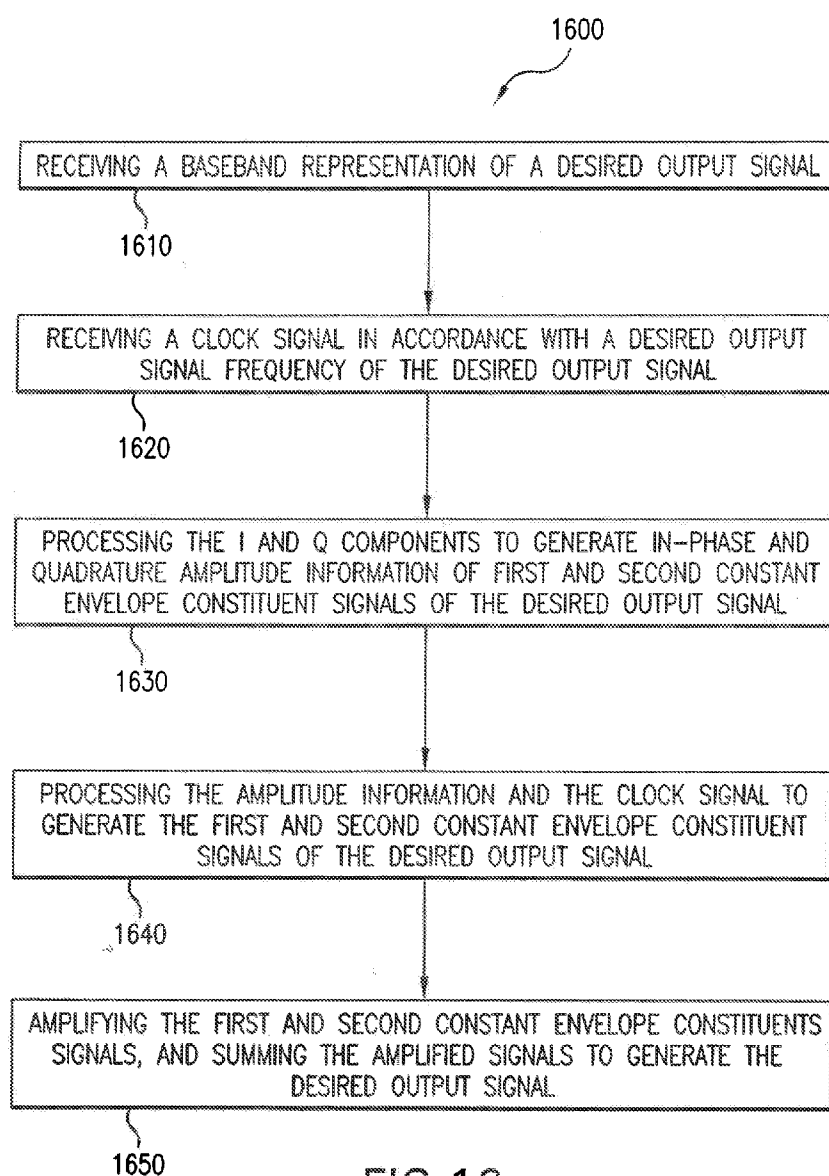 1600
RECEIVING A BASEBAND REPRESENTATION OF A DESIRED OUTPUT SIGNAL
1610
RECEIVING A CLOCK SIGNAL IN ACCORDANCE WITH A DESIRED OUTPUT
SIGNAL FREQUENCY OF THE DESIRED OUTPUT SIGNAL
1620
PROCESSING THE I AND Q COMPONENTS TO GENERATE IN-PHASE AND
QUADRATURE AMPLITUDE INFORMATION OF FIRST AND SECOND CONSTANT
ENVELOPE CONSTITUENT SIGNALS OF THE DESIRED OUTPUT SIGNAL
1630
PROCESSING THE AMPLITUDE INFORMATION AND THE CLOCK SIGNAL TO
GENERATE THE FIRST AND SECOND CONSTANT ENVELOPE CONSTITUENT
SIGNALS OF THE DESIRED OUTPUT SIGNAL
1640
AMPLIFYING THE FIRST AND SECOND CONSTANT ENVELOPE CONSTITUENTS
SIGNALS, AND SUMMING THE AMPLIFIED SIGNALS TO GENERATE THE
DESIRED OUTPUT SIGNAL
1650